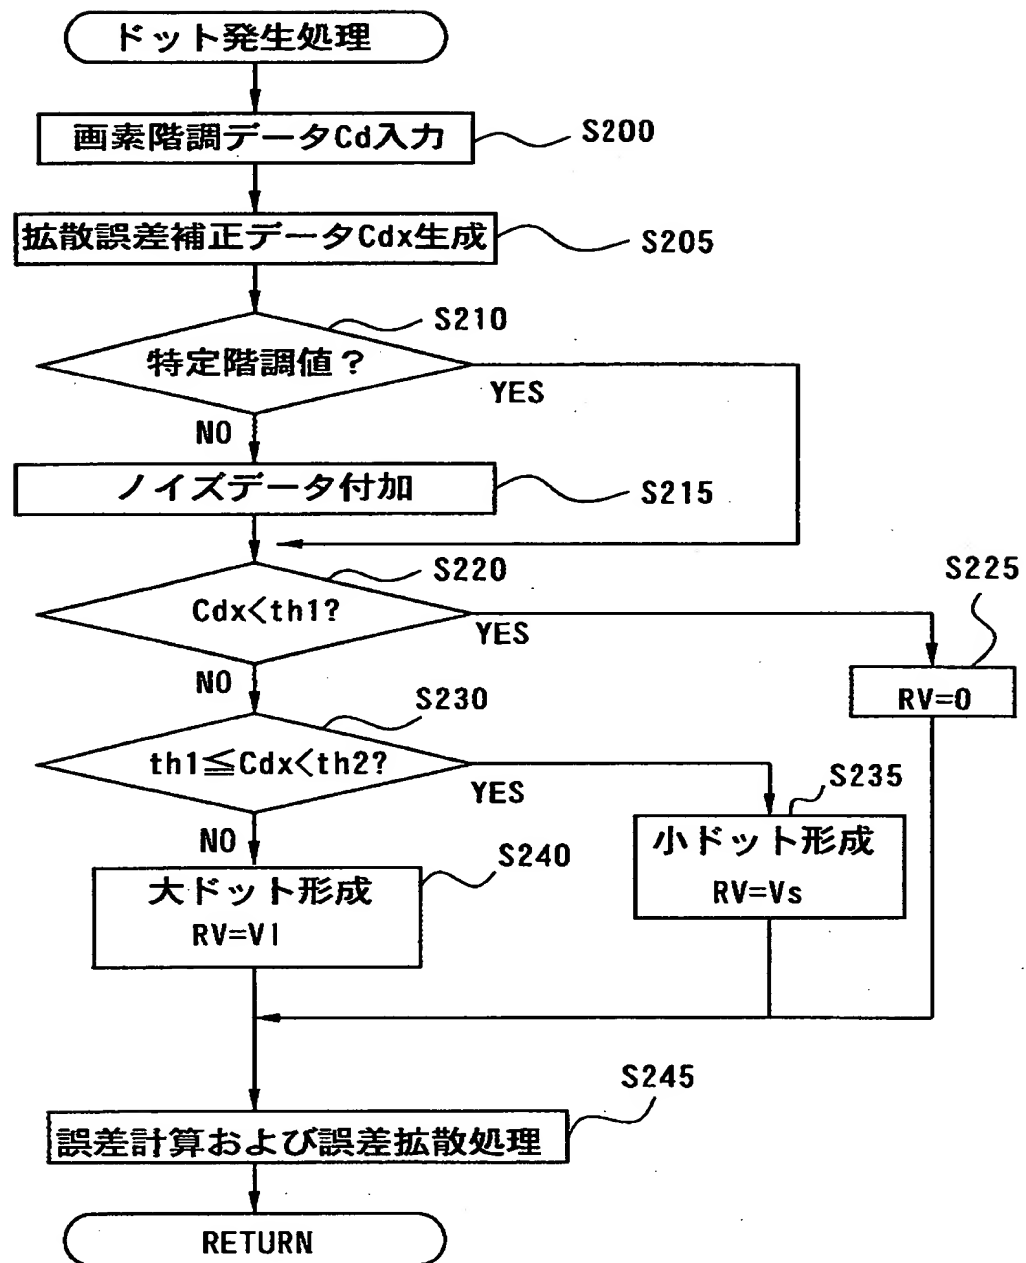 ドット発生処理
画素階調データCd入力
S200
拡散誤差補正データCdx生成
S205
S210
特定階調値?
YES
NO
ノイズデータ付加
S215
S220
S225
Cdx<th1?
YES
NO
RV=0
S230
th1≦Cdx<th2?
YES
S235
NO
小ドット形成
RV=Vs
S240
大ドット形成
RV=Vl
S245
誤差計算および誤差拡散処理
RETURN